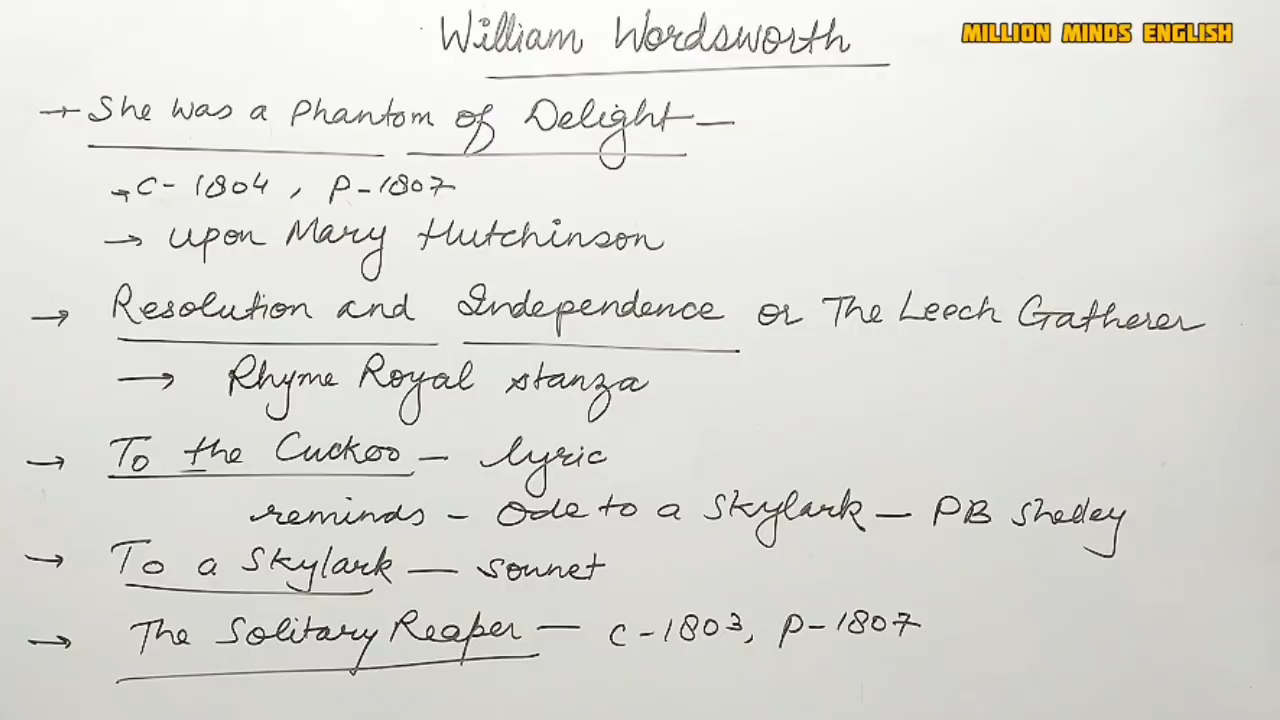 William Wordsworth
MILLION MINDS ENGLISH
→ She was a Phantom of Delight —
→ C - 1804, P - 1807
→ upon Mary Hutchinson
→ Resolution and Independence or The Leech Gatherer
→ Rhyme Royal stanza
→ To the Cuckoo - lyric
reminds - Ode to a Skylark - PB Shelley
→ To a Skylark — sonnet
→ The Solitary Reaper — C - 1803, P - 1807